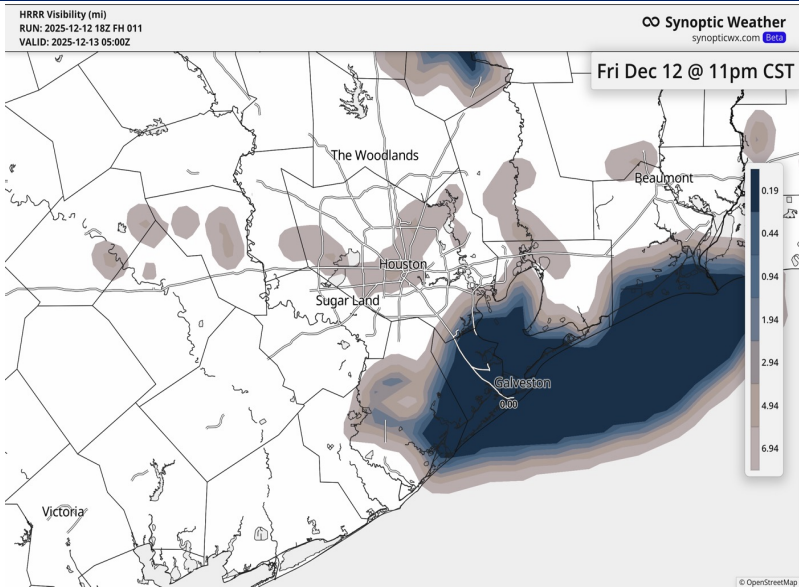 HRRR Visibility (mi)
RUN: 2025-12-12 18Z FH 011
VALID: 2025-12-13 05:00Z
Synoptic Weather
synopticwx.com Beta
Fri Dec 12 @ 11pm CST
The Woodlands
Beaumont
Houston
Sugar Land
Galveston
0.00
Victoria
0.19
0.44
0.94
1.94
2.94
4.94
6.94
© OpenStreetMap